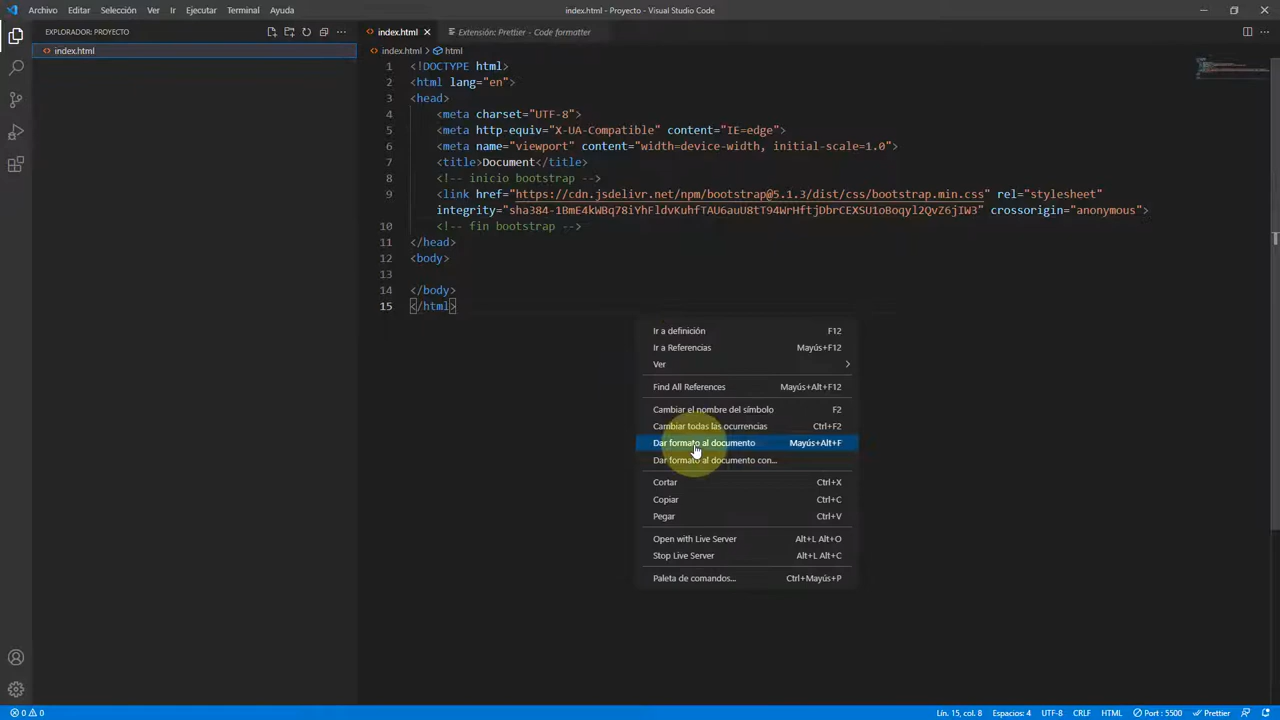 Archivo Editar Selección Ver Ir Ejecutar Terminal Ayuda
index.html - Proyecto - Visual Studio Code
EXPLORADOR: PROYECTO
index.html
index.html
Extensión: Prettier - Code formatter
index.html > html
1 <!DOCTYPE html>
2 <html lang="en">
3 <head>
4 <meta charset="UTF-8">
5 <meta http-equiv="X-UA-Compatible" content="IE=edge">
6 <meta name="viewport" content="width=device-width, initial-scale=1.0">
7 <title>Document</title>
8 <!-- inicio bootstrap -->
9 <link href="https://cdn.jsdelivr.net/npm/bootstrap@5.1.3/dist/css/bootstrap.min.css" rel="stylesheet"
integrity="sha384-1BmE4kWBq78iYhFldvKuhfTAU6auU8tT94WrHftjDbrCEXSU1oBoqyl2QvZ6jIW3" crossorigin="anonymous">
10 <!-- fin bootstrap -->
11 </head>
12 <body>
13
14 </body>
15 </html>
Ir a definición F12
Ir a Referencias Mayús+F12
Ver
Find All References Mayús+Alt+F12
Cambiar el nombre del símbolo F2
Cambiar todas las ocurrencias Ctrl+F2
Dar formato al documento Mayús+Alt+F
Dar formato al documento con...
Cortar Ctrl+X
Copiar Ctrl+C
Pegar Ctrl+V
Open with Live Server Alt+L Alt+O
Stop Live Server Alt+L Alt+C
Paleta de comandos... Ctrl+Mayús+P
0 0
Lín. 15, col. 8 Espacios: 4 UTF-8 CRLF HTML Port : 5500 Prettier